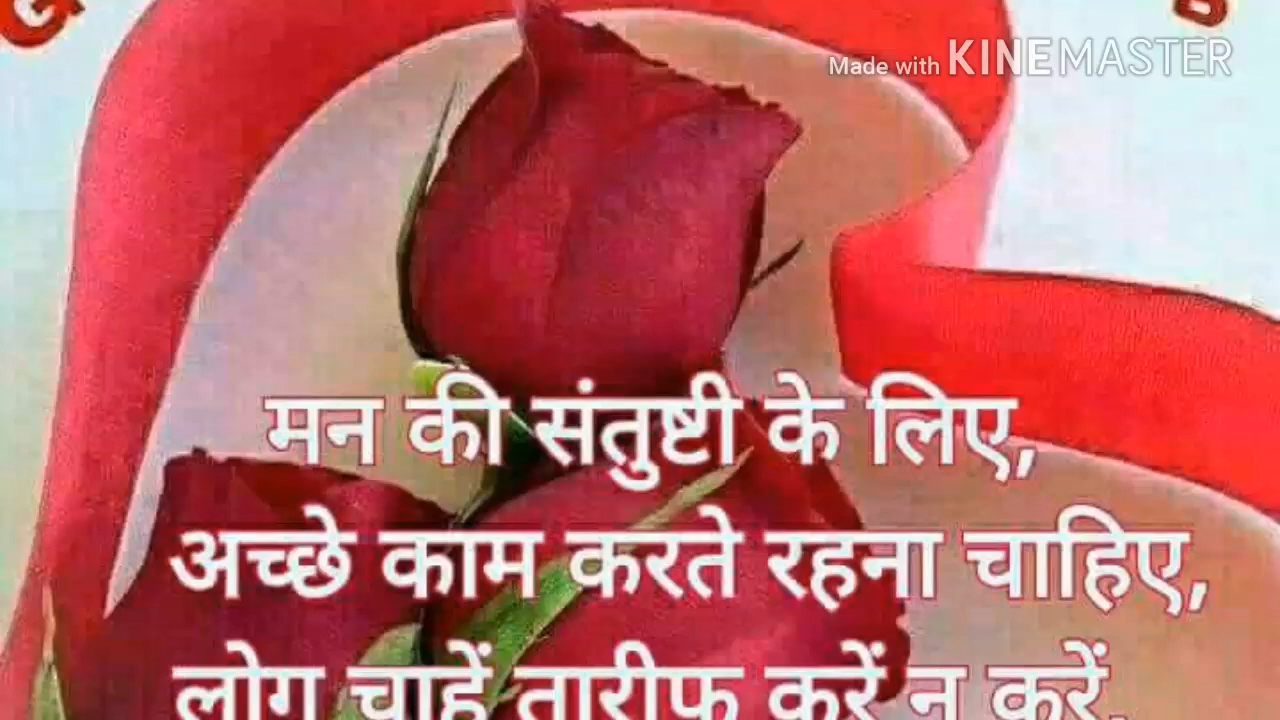 Made with KINEMASTER
मन की संतुष्टी के लिए,
अच्छे काम करते रहना चाहिए,
लोग चाहें तारीफ करें न करें,